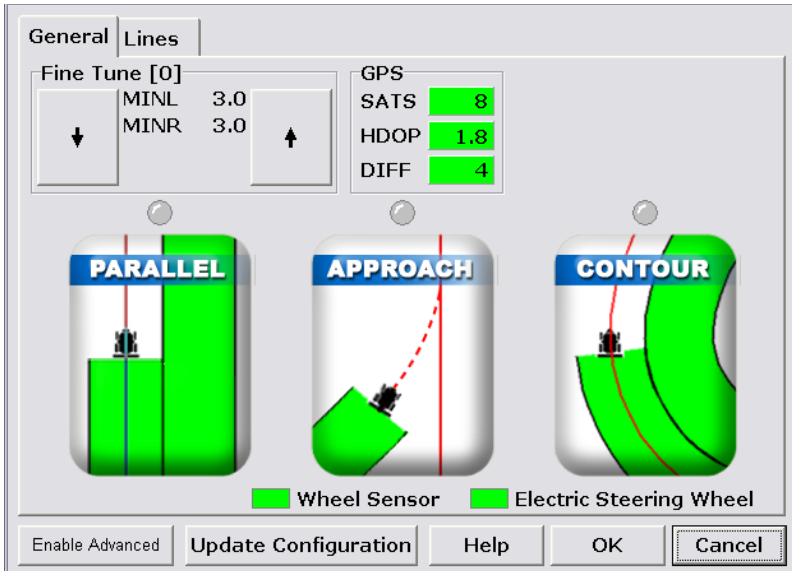 General Lines
Fine Tune [0]
MINL 3.0
MINR 3.0
GPS
SATS 8
HDOP 1.8
DIFF 4
PARALLEL
APPROACH
CONTOUR
Wheel Sensor
Electric Steering Wheel
Enable Advanced
Update Configuration
Help
OK
Cancel